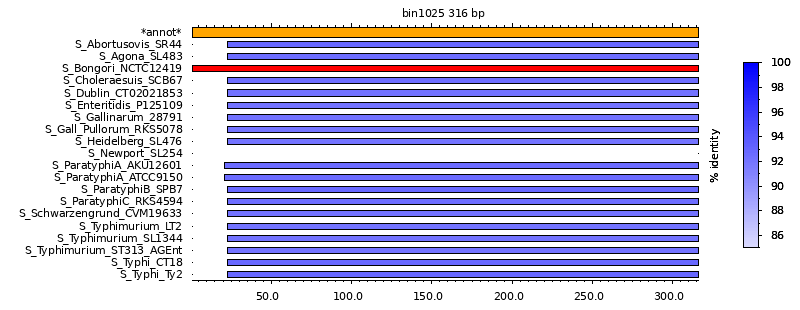 bin1025 316 bp
*annot*
S_Abortusovis_SR44
S_Agona_SL483
S_Bongori_NCTC12419
S_Choleraesuis_SCB67
S_Dublin_CT02021853
S_Enteritidis_P125109
S_Gallinarum_28791
S_Gall_Pullorum_RKS5078
S_Heidelberg_SL476
S_Newport_SL254
S_ParatyphiA_AKU12601
S_ParatyphiA_ATCC9150
S_ParatyphiB_SPB7
S_ParatyphiC_RKS4594
S_Schwarzengrund_CVM19633
S_Typhimurium_LT2
S_Typhimurium_SL1344
S_Typhimurium_ST313_AGEnt
S_Typhi_CT18
S_Typhi_Ty2
50.0 100.0 150.0 200.0 250.0 300.0
% identity
100
98
96
94
92
90
88
86